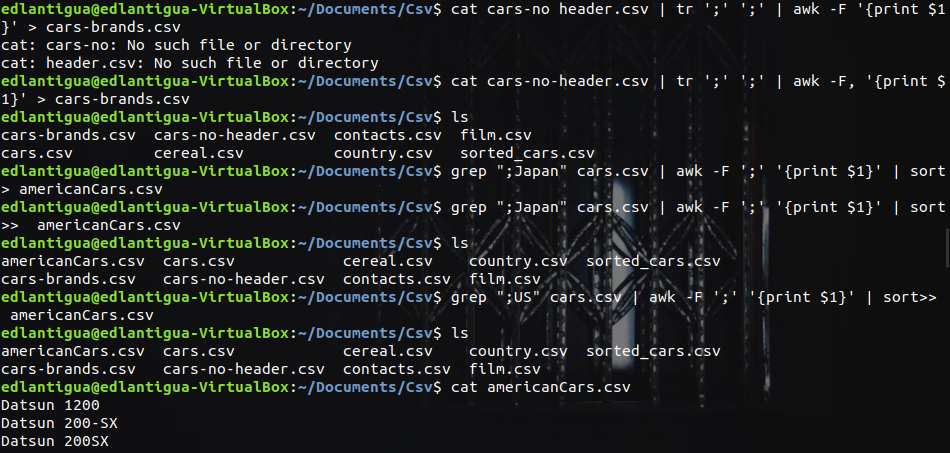 edlantigua@edlantigua-VirtualBox:~/Documents/Csv$ cat cars-no header.csv | tr ';' ';' | awk -F '{print $1
}' > cars-brands.csv
cat: cars-no: No such file or directory
cat: header.csv: No such file or directory
edlantigua@edlantigua-VirtualBox:~/Documents/Csv$ cat cars-no-header.csv | tr ';' ';' | awk -F, '{print $
1}' > cars-brands.csv
edlantigua@edlantigua-VirtualBox:~/Documents/Csv$ ls
cars-brands.csv  cars-no-header.csv  contacts.csv  film.csv
cars.csv         cereal.csv          country.csv   sorted_cars.csv
edlantigua@edlantigua-VirtualBox:~/Documents/Csv$ grep ";Japan" cars.csv | awk -F ';' '{print $1}' | sort
> americanCars.csv
edlantigua@edlantigua-VirtualBox:~/Documents/Csv$ grep ";Japan" cars.csv | awk -F ';' '{print $1}' | sort
>>  americanCars.csv
edlantigua@edlantigua-VirtualBox:~/Documents/Csv$ ls
americanCars.csv  cars.csv            cereal.csv    country.csv  sorted_cars.csv
cars-brands.csv   cars-no-header.csv  contacts.csv  film.csv
edlantigua@edlantigua-VirtualBox:~/Documents/Csv$ grep ";US" cars.csv | awk -F ';' '{print $1}' | sort>>
 americanCars.csv
edlantigua@edlantigua-VirtualBox:~/Documents/Csv$ ls
americanCars.csv  cars.csv            cereal.csv    country.csv  sorted_cars.csv
cars-brands.csv   cars-no-header.csv  contacts.csv  film.csv
edlantigua@edlantigua-VirtualBox:~/Documents/Csv$ cat americanCars.csv
Datsun 1200
Datsun 200-SX
Datsun 200SX